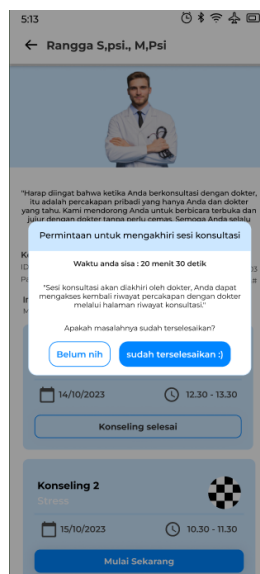 5:13
Rangga S,psi., M,Psi
"Harap diingat bahwa ketika Anda berkonsultasi dengan dokter,
itu adalah percakapan pribadi yang hanya Anda dan dokter
yang tahu. Kami mendorong Anda untuk berbicara terbuka dan
jujur dengan dokter tanpa perlu cemas. Semoga Anda selalu
Permintaan untuk mengakhiri sesi konsultasi
Waktu anda sisa : 20 menit 30 detik
"Sesi konsultasi akan diakhiri oleh dokter, Anda dapat
mengakses kembali riwayat percakapan dengan dokter
melalui halaman riwayat konsultasi."
Apakah masalahnya sudah terselesaikan?
Belum nih
sudah terselesaikan :)
14/10/2023
12.30 - 13.30
Konseling selesai
Konseling 2
Stress
15/10/2023
10.30 - 11.30
Mulai Sekarang